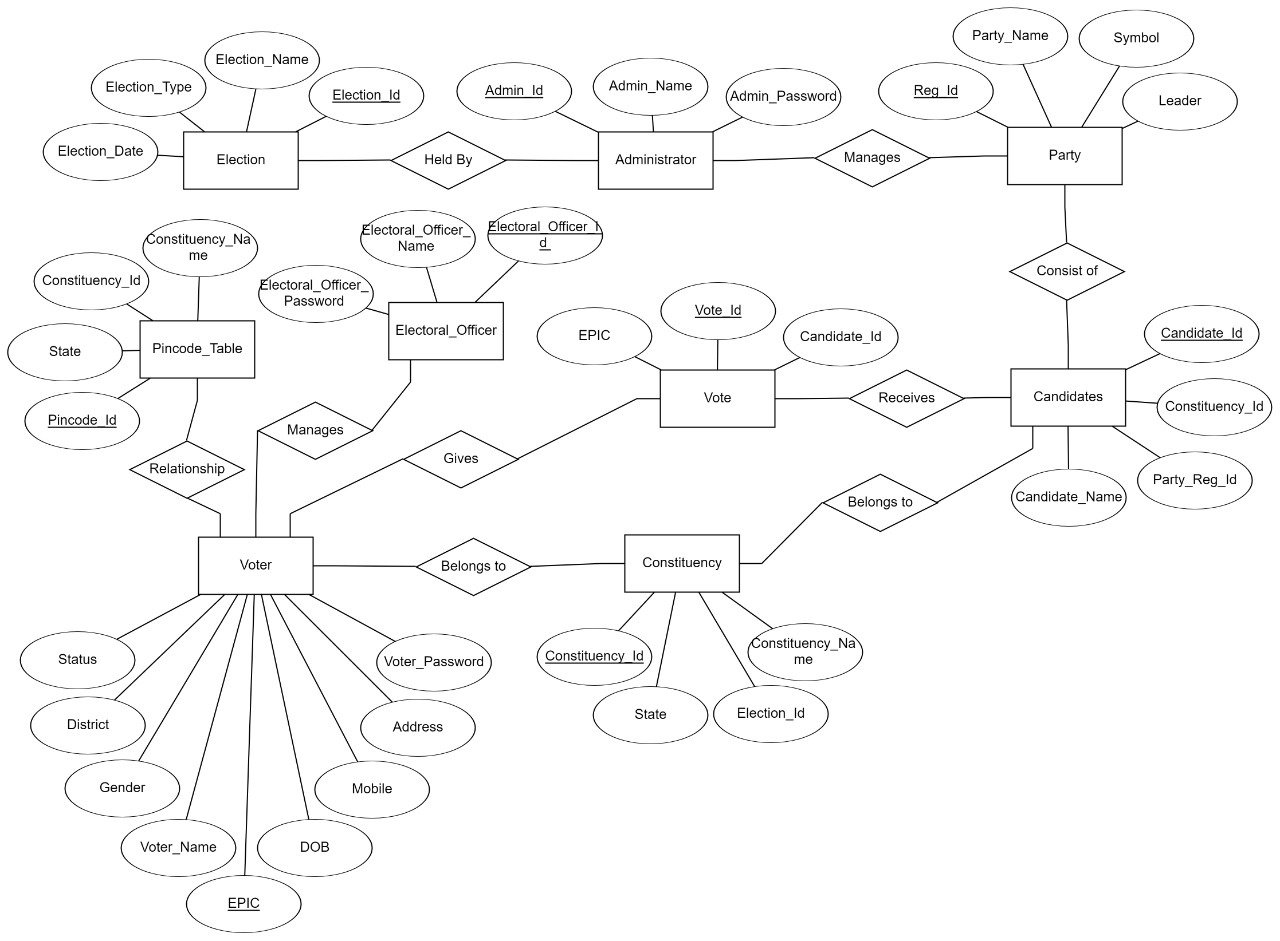 Party_Name
Symbol
Election_Name
Election_Type
Election_Id
Admin_Id
Admin_Name
Admin_Password
Reg_Id
Leader
Election_Date
Election
Held By
Administrator
Manages
Party
Constituency_Na
me
Electoral_Officer_
Name
Electoral_Officer_I
d
Constituency_Id
Electoral_Officer_
Password
Consist of
State
Pincode_Table
Electoral_Officer
EPIC
Vote_Id
Candidate_Id
Candidate_Id
Pincode_Id
Manages
Vote
Receives
Candidates
Constituency_Id
Relationship
Gives
Belongs to
Candidate_Name
Party_Reg_Id
Voter
Belongs to
Constituency
Status
Voter_Password
Constituency_Id
Constituency_Na
me
District
Address
State
Election_Id
Gender
Mobile
Voter_Name
DOB
EPIC